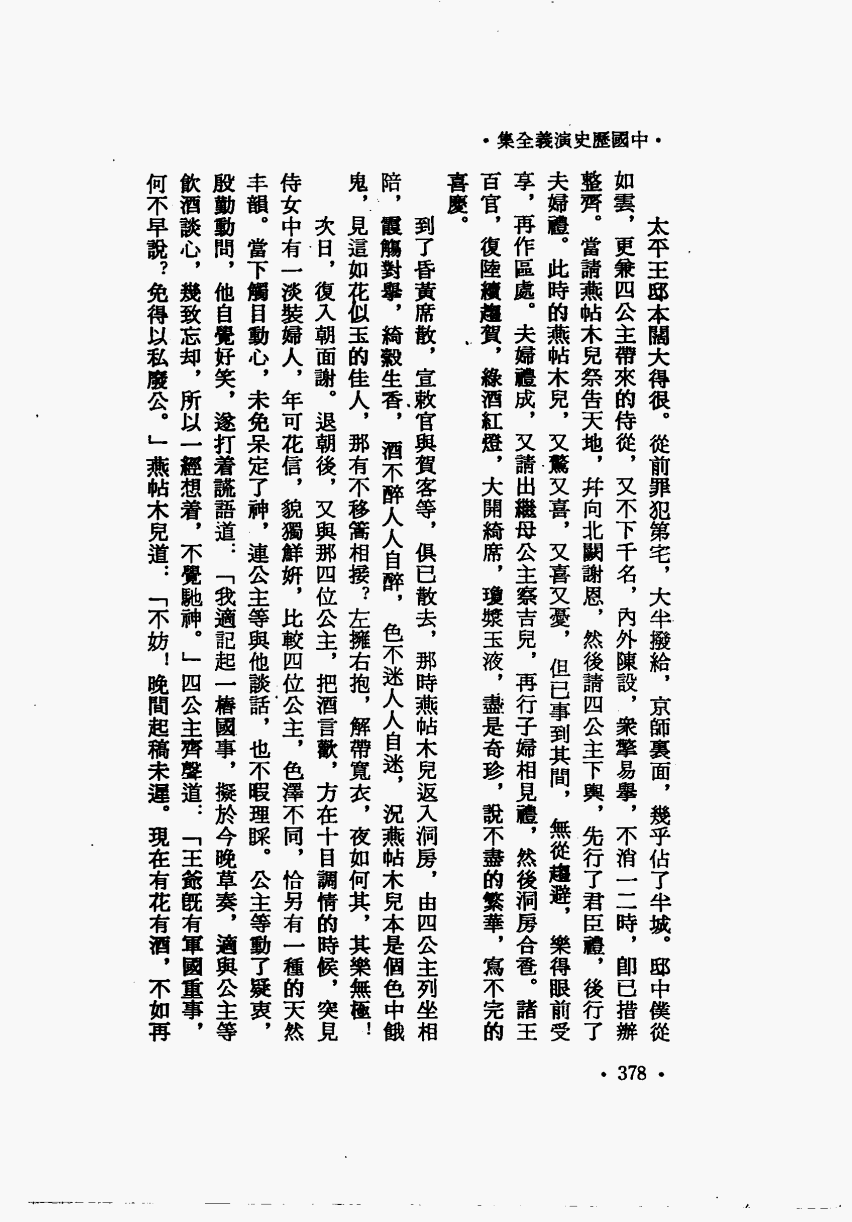 •中國歷史演義全集•
太平王邸本闊大得很。從前罪犯第宅，大半撥給，京師裏面，幾乎佔了半城。邸中僕從
如雲，更兼四公主帶來的侍從，又不下千名，內外陳設，衆擎易舉，不消一二時，卽已措辦
整齊。當請燕帖木兒祭告天地，幷向北闕謝恩，然後請四公主下輿，先行了君臣禮，後行了
夫婦禮。此時的燕帖木兒，又驚又喜，又喜又憂，但已事到其間，無從趨避，樂得眼前受
享，再作區處。夫婦禮成，又請出繼母公主察吉兒，再行子婦相見禮，然後洞房合巹。諸王
百官，復陸續趨賀，綠酒紅燈，大開綺席，瓊漿玉液，盡是奇珍，說不盡的繁華，寫不完的
喜慶。
到了昏黃席散，宣敕官與賀客等，俱已散去，那時燕帖木兒返入洞房，由四公主列坐相
陪，霞觴對舉，綺縠生香，酒不醉人人自醉，色不迷人人自迷，況燕帖木兒本是個色中餓
鬼，見這如花似玉的佳人，那有不移篙相接？左擁右抱，解帶寬衣，夜如何其，其樂無極！
次日，復入朝面謝。退朝後，又與那四位公主，把酒言歡，方在十目調情的時候，突見
侍女中有一淡裝婦人，年可花信，貌獨鮮妍，比較四位公主，色澤不同，恰另有一種的天然
丰韻。當下觸目動心，未免呆定了神，連公主等與他談話，也不暇理睬。公主等動了疑衷，
殷勤動問，他自覺好笑，遂打着謊語道：「我適記起一樁國事，擬於今晚草奏，適與公主等
飲酒談心，幾致忘却，所以一經想着，不覺馳神。」四公主齊聲道：「王爺旣有軍國重事，
何不早說？免得以私廢公。」燕帖木兒道：「不妨！晚間起稿未遲。現在有花有酒，不如再
•378•